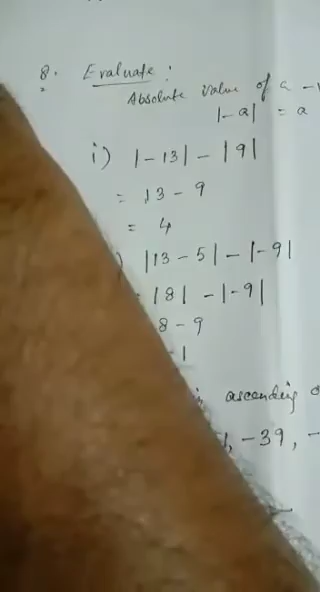 8. Evaluate :
Absolute value of a
|-a| = a
i) |-13| - |9|
= 13 - 9
= 4
) |13 - 5| - |-9|
|8| - |-9|
8 - 9
-1
ascending
, -39, -